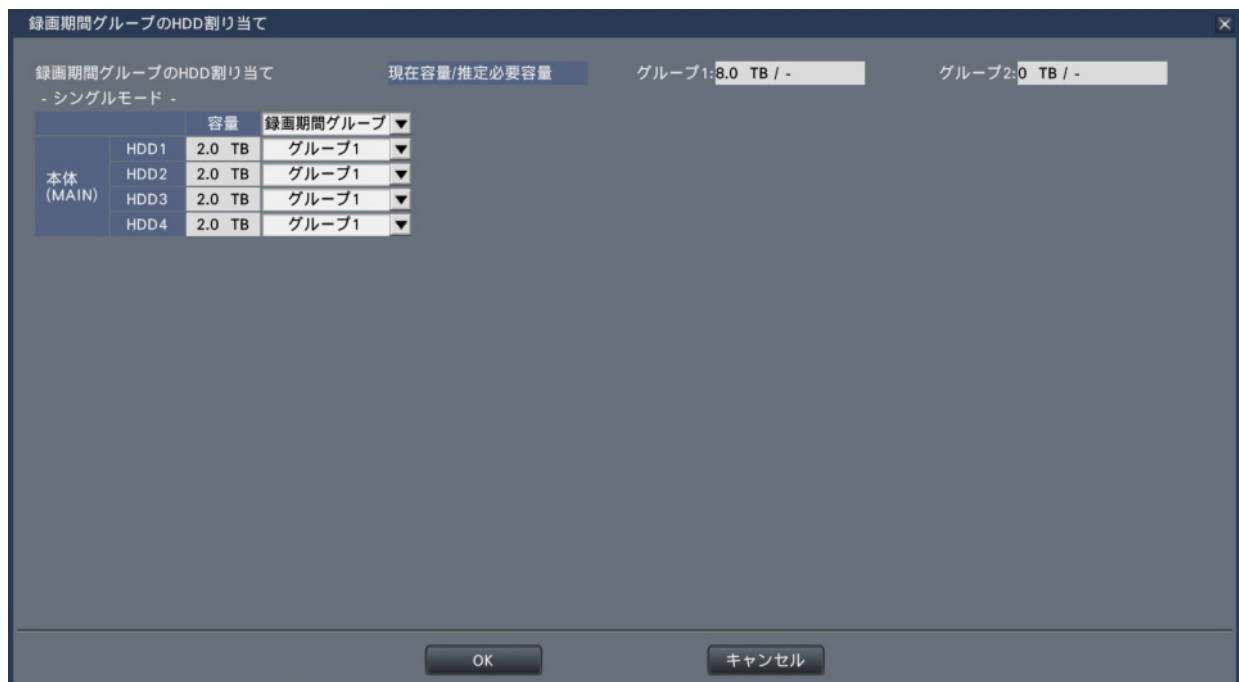 録画期間グループのHDD割り当て
録画期間グループのHDD割り当て 現在容量/推定必要容量 グループ1:8.0 TB / - グループ2:0 TB / -
- シングルモード -
容量 録画期間グループ ▼
本体(MAIN) HDD1 2.0 TB グループ1 ▼
HDD2 2.0 TB グループ1 ▼
HDD3 2.0 TB グループ1 ▼
HDD4 2.0 TB グループ1 ▼
OK キャンセル